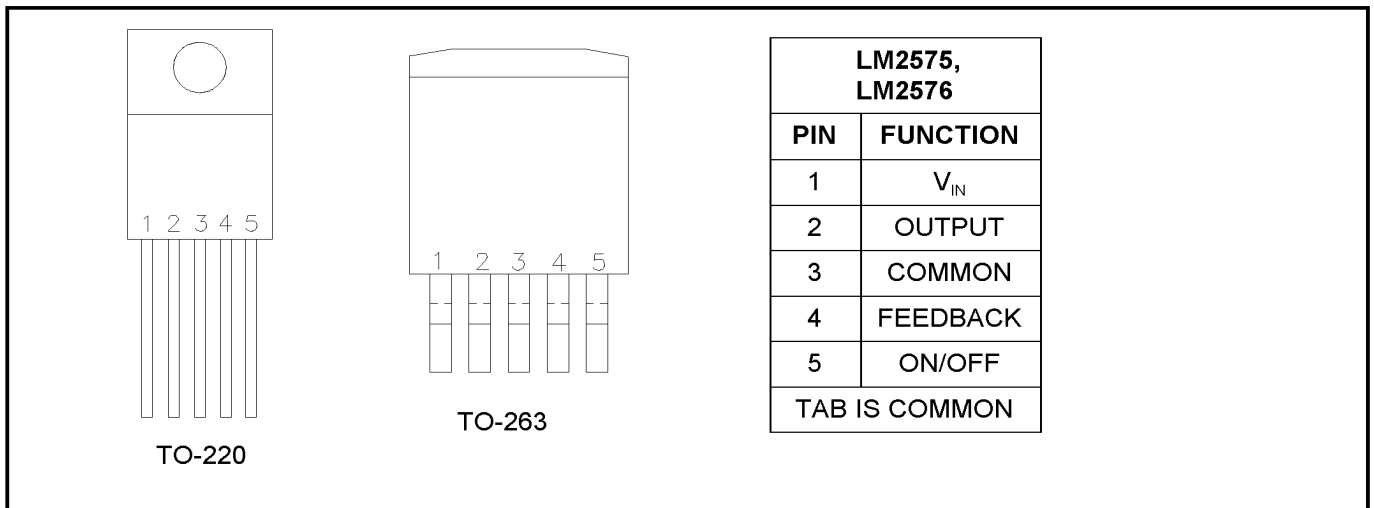 1 2 3 4 5
TO-220
1 2 3 4 5
TO-263
LM2575,
LM2576
PIN FUNCTION
1 V_IN
2 OUTPUT
3 COMMON
4 FEEDBACK
5 ON/OFF
TAB IS COMMON